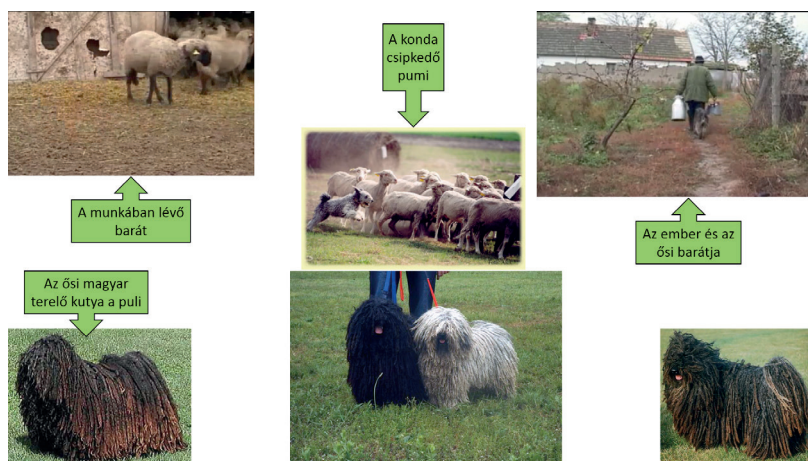 A konda
csipkedő
pumi
A munkában lévő
barát
Az ember és az
ősi barátja
Az ősi magyar
terelő kutya a puli